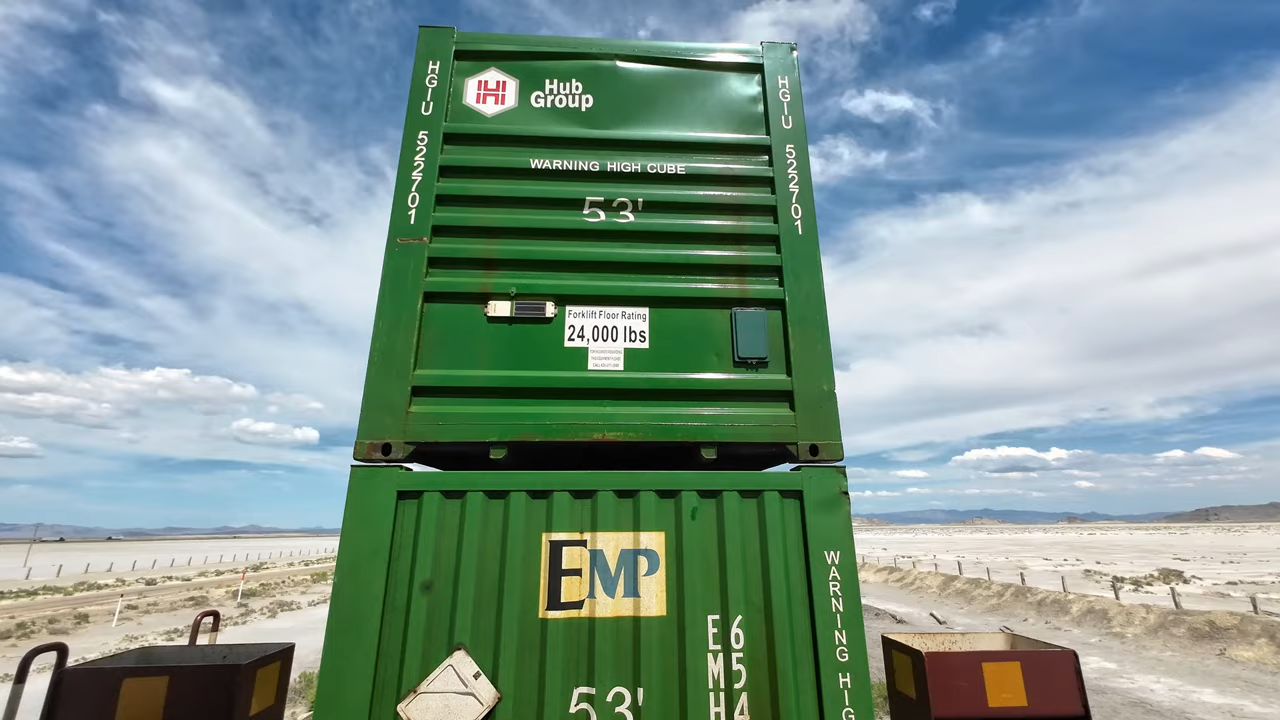 HGIU 522701
Hub
Group
HGIU 522701
WARNING HIGH CUBE
53'
Forklift Floor Rating
24,000 lbs
EMP
E 6
M 5
H 4
53'
WARNING HIG